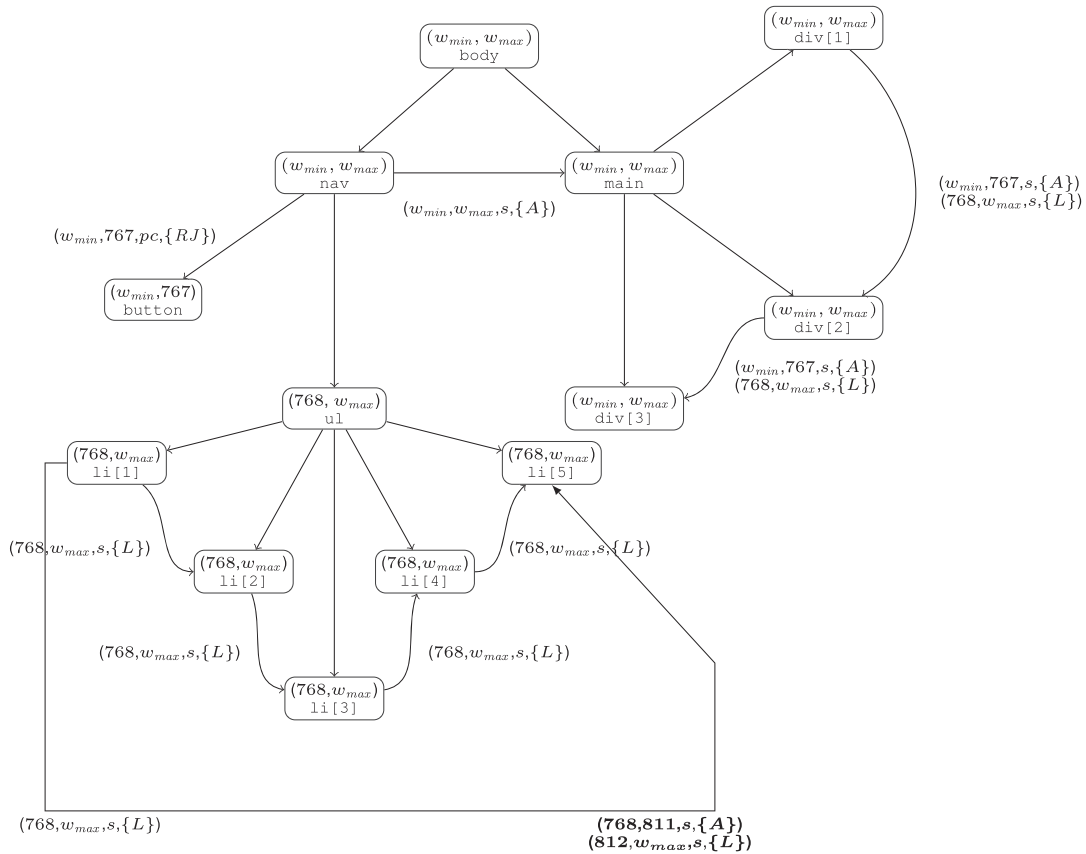 (w_min, w_max)
body
(w_min, w_max)
div[1]
(w_min, w_max)
nav
(w_min, w_max)
main
(w_min,767,s,{A})
(768,w_max,s,{L})
(w_min,w_max,s,{A})
(w_min,767,pc,{RJ})
(w_min,767)
button
(w_min, w_max)
div[2]
(w_min,767,s,{A})
(768,w_max,s,{L})
(768, w_max)
ul
(w_min, w_max)
div[3]
(768,w_max)
li[1]
(768,w_max)
li[5]
(768,w_max,s,{L})
(768,w_max)
li[2]
(768,w_max)
li[4]
(768,w_max,s,{L})
(768,w_max,s,{L})
(768,w_max,s,{L})
(768,w_max)
li[3]
(768,w_max,s,{L})
(768,811,s,{A})
(812,w_max,s,{L})